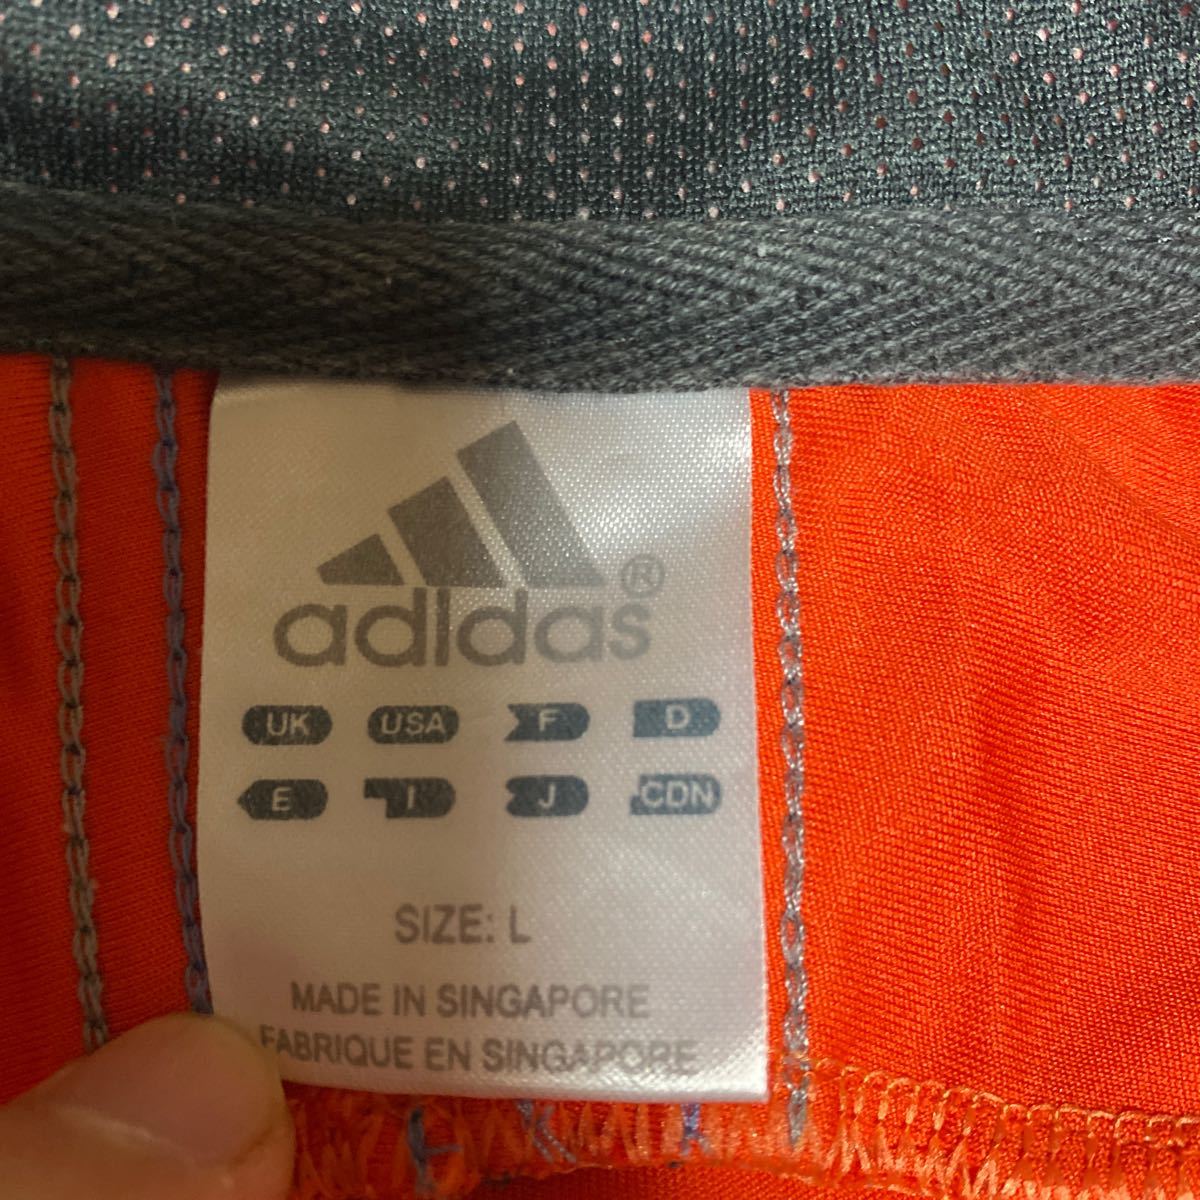 adidas®
UK USA F D
E I J CDN
SIZE: L
MADE IN SINGAPORE
FABRIQUE EN SINGAPORE